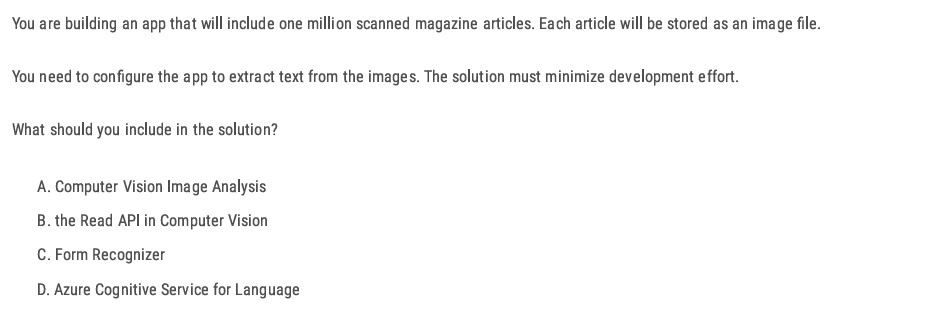 You are building an app that will include one million scanned magazine articles. Each article will be stored as an image file.
You need to configure the app to extract text from the images. The solution must minimize development effort.
What should you include in the solution?
A. Computer Vision Image Analysis
B. the Read API in Computer Vision
C. Form Recognizer
D. Azure Cognitive Service for Language